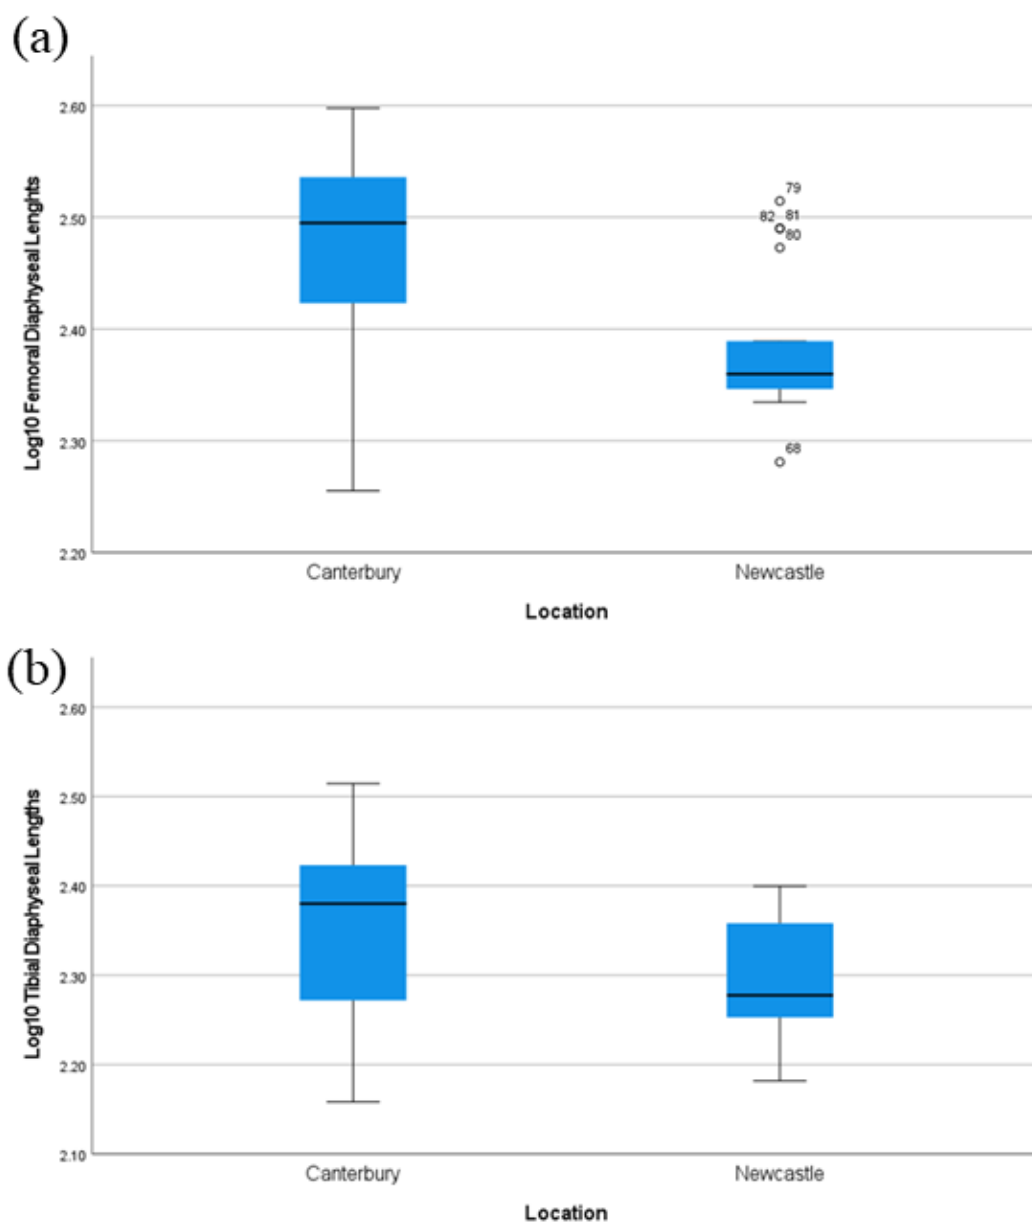 (a)
Log10 Femoral Diaphyseal Lenghts
2.60
2.50
2.40
2.30
2.20
79
82 81
80
68
Canterbury Newcastle
Location
(b)
Log10 Tibial Diaphyseal Lengths
2.60
2.50
2.40
2.30
2.20
2.10
Canterbury Newcastle
Location